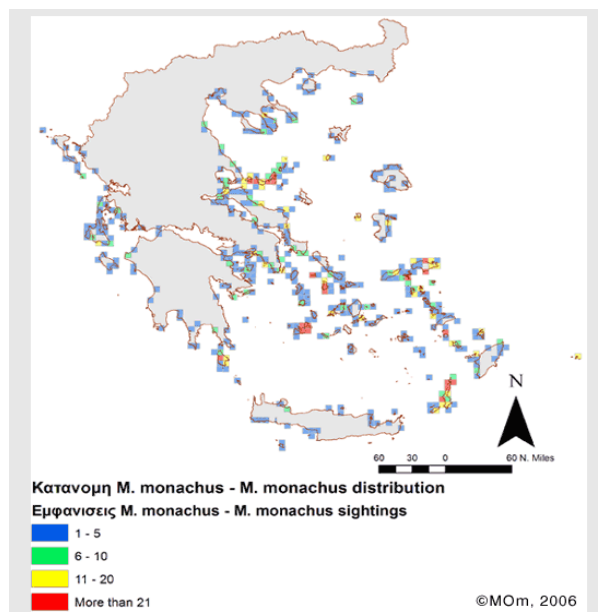 N
60 30 0 60 N. Miles
Κατανομη M. monachus - M. monachus distribution
Εμφανισεις M. monachus - M. monachus sightings
1 - 5
6 - 10
11 - 20
More than 21
©MOm, 2006